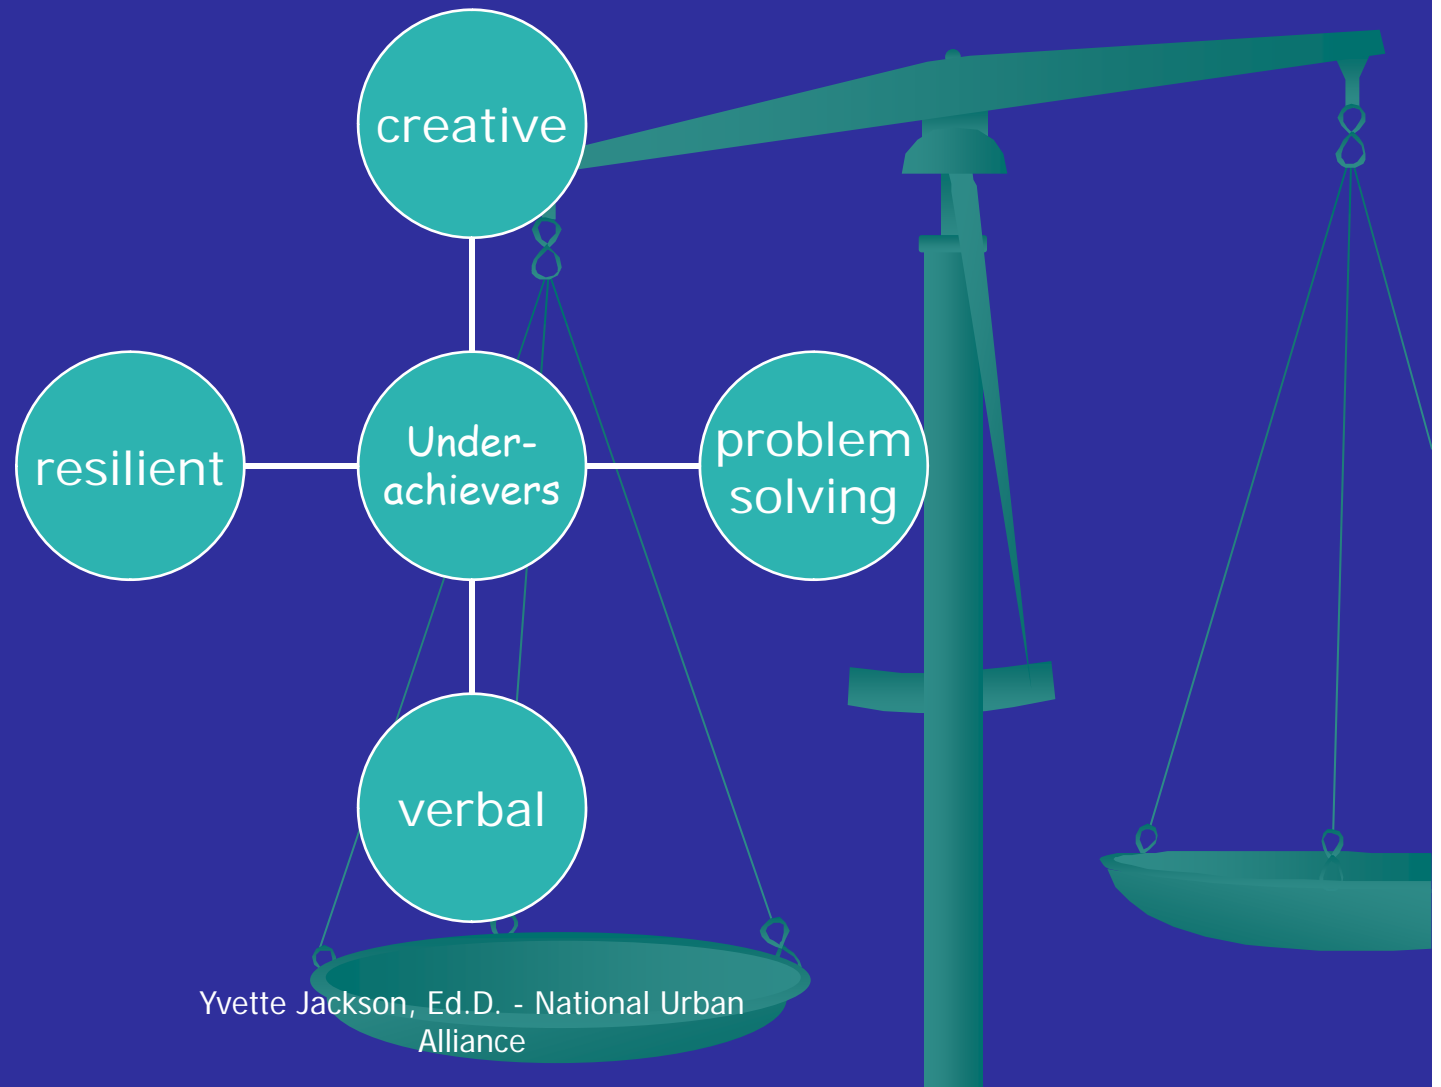 creative
resilient
Under-
achievers
problem
solving
verbal
Yvette Jackson, Ed.D. - National Urban
Alliance